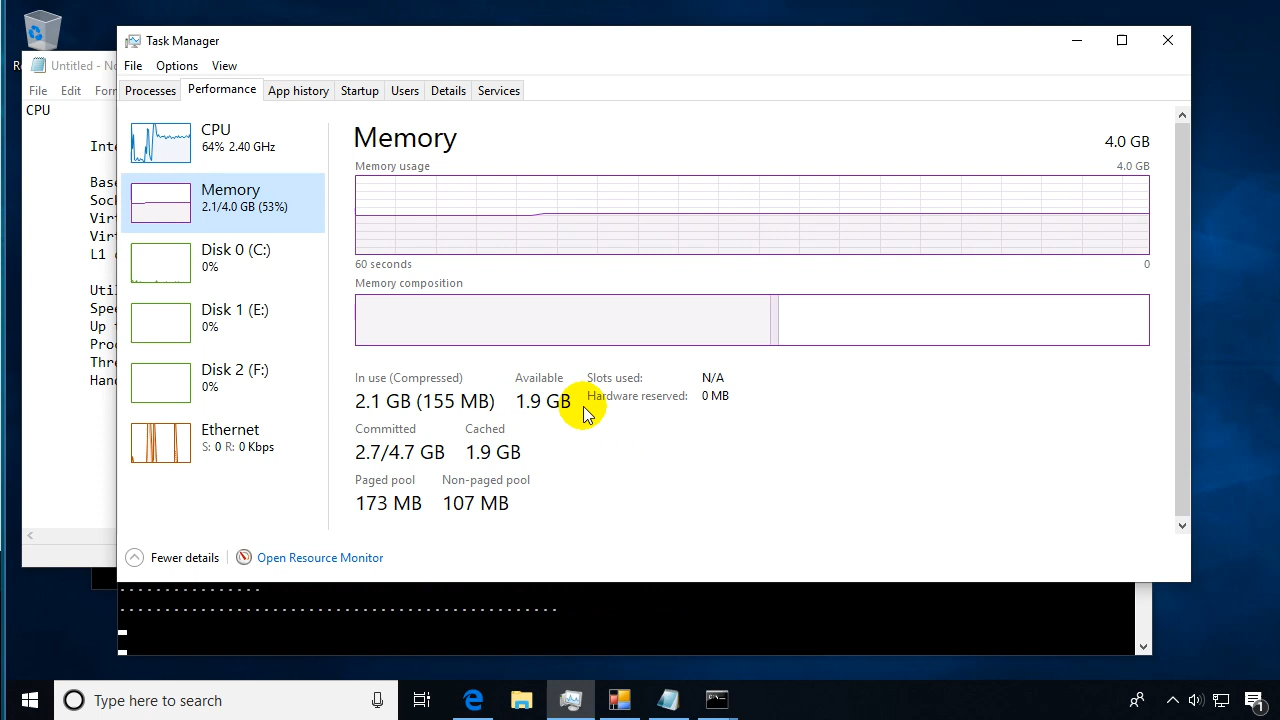 Task Manager
File Options View
Untitled - No
File Edit For
Processes Performance App history Startup Users Details Services
CPU
Inte
Base
Sock
Virt
Virt
L1 c
Util
Spee
Up t
Proc
Thre
Hand
CPU
64% 2.40 GHz
Memory
2.1/4.0 GB (53%)
Disk 0 (C:)
0%
Disk 1 (E:)
0%
Disk 2 (F:)
0%
Ethernet
S: 0 R: 0 Kbps
Memory 4.0 GB
Memory usage 4.0 GB
60 seconds 0
Memory composition
In use (Compressed) Available Slots used: N/A
2.1 GB (155 MB) 1.9 GB Hardware reserved: 0 MB
Committed Cached
2.7/4.7 GB 1.9 GB
Paged pool Non-paged pool
173 MB 107 MB
Fewer details Open Resource Monitor
Type here to search
1